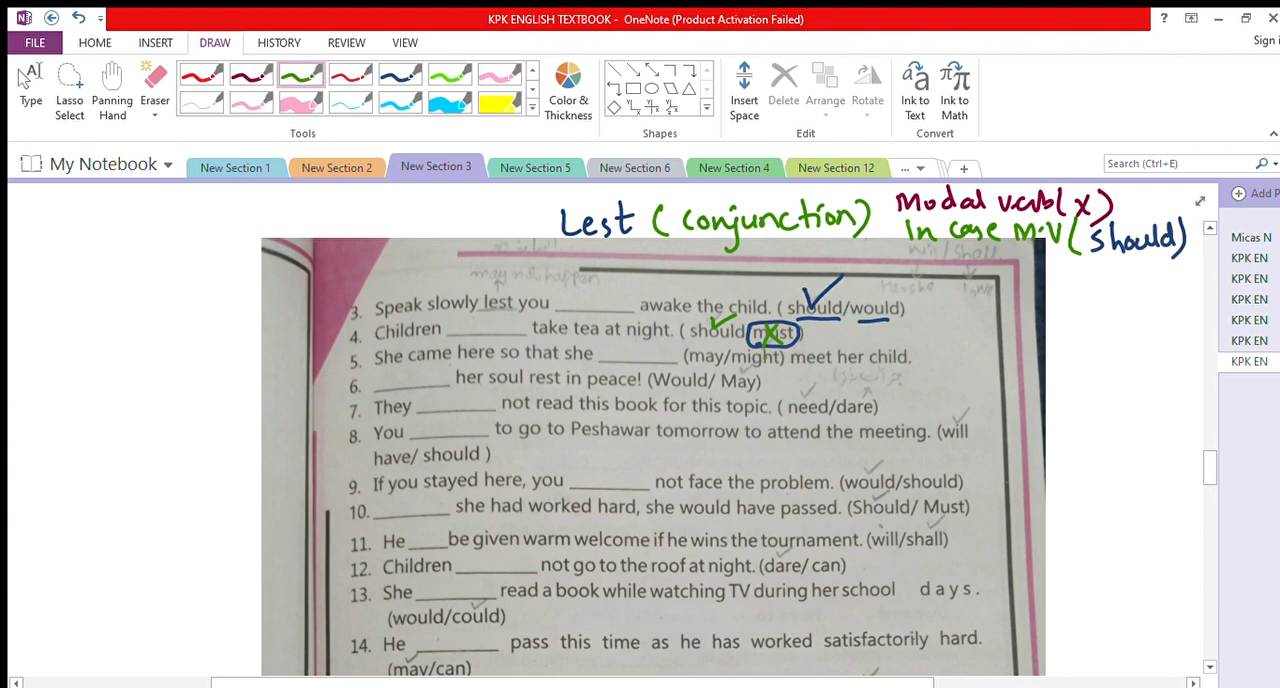 KPK ENGLISH TEXTBOOK - OneNote (Product Activation Failed)
FILE HOME INSERT DRAW HISTORY REVIEW VIEW
Sign i
Type
Lasso Select
Panning Hand
Eraser
Color & Thickness
Insert Space
Delete
Arrange
Rotate
Ink to Text
Ink to Math
Tools
Shapes
Edit
Convert
My Notebook
New Section 1 New Section 2 New Section 3 New Section 5 New Section 6 New Section 4 New Section 12 ...
Search (Ctrl+E)
Add P
Micas N
KPK EN
KPK EN
KPK EN
KPK EN
KPK EN
KPK EN
Modal verb (x)
Lest (conjunction) In case M.V (should)
will / shall
may not happen
He she I, we
3. Speak slowly lest you ________ awake the child. ( should/would)
4. Children ________ take tea at night. ( should/must)
5. She came here so that she ________ (may/might) meet her child.
6. ________ her soul rest in peace! (Would/ May)
7. They ________ not read this book for this topic. ( need/dare)
8. You ________ to go to Peshawar tomorrow to attend the meeting. (will
have/ should )
9. If you stayed here, you ________ not face the problem. (would/should)
10. ________ she had worked hard, she would have passed. (Should/ Must)
11. He ____ be given warm welcome if he wins the tournament. (will/shall)
12. Children ________ not go to the roof at night. (dare/ can)
13. She ________ read a book while watching TV during her school days.
(would/could)
14. He ________ pass this time as he has worked satisfactorily hard.
(may/can)